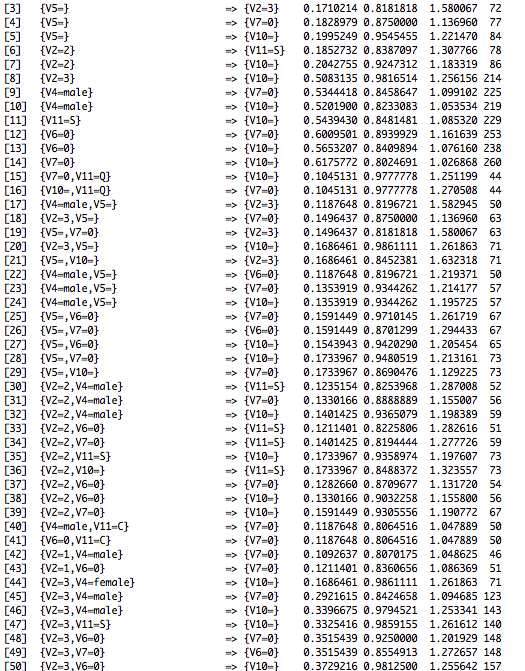 [3] {V5=} => {V2=3} 0.1710214 0.8181818 1.580067 72
[4] {V5=} => {V7=0} 0.1828979 0.8750000 1.136960 77
[5] {V5=} => {V10=} 0.1995249 0.9545455 1.221470 84
[6] {V2=2} => {V11=S} 0.1852732 0.8387097 1.307766 78
[7] {V2=2} => {V10=} 0.2042755 0.9247312 1.183319 86
[8] {V2=3} => {V10=} 0.5083135 0.9816514 1.256156 214
[9] {V4=male} => {V7=0} 0.5344418 0.8458647 1.099102 225
[10] {V4=male} => {V10=} 0.5201900 0.8233083 1.053534 219
[11] {V11=S} => {V10=} 0.5439430 0.8481481 1.085320 229
[12] {V6=0} => {V7=0} 0.6009501 0.8939929 1.161639 253
[13] {V6=0} => {V10=} 0.5653207 0.8409894 1.076160 238
[14] {V7=0} => {V10=} 0.6175772 0.8024691 1.026868 260
[15] {V7=0,V11=Q} => {V10=} 0.1045131 0.9777778 1.251199 44
[16] {V10=,V11=Q} => {V7=0} 0.1045131 0.9777778 1.270508 44
[17] {V4=male,V5=} => {V2=3} 0.1187648 0.8196721 1.582945 50
[18] {V2=3,V5=} => {V7=0} 0.1496437 0.8750000 1.136960 63
[19] {V5=,V7=0} => {V2=3} 0.1496437 0.8181818 1.580067 63
[20] {V2=3,V5=} => {V10=} 0.1686461 0.9861111 1.261863 71
[21] {V5=,V10=} => {V2=3} 0.1686461 0.8452381 1.632318 71
[22] {V4=male,V5=} => {V6=0} 0.1187648 0.8196721 1.219371 50
[23] {V4=male,V5=} => {V7=0} 0.1353919 0.9344262 1.214177 57
[24] {V4=male,V5=} => {V10=} 0.1353919 0.9344262 1.195725 57
[25] {V5=,V6=0} => {V7=0} 0.1591449 0.9710145 1.261719 67
[26] {V5=,V7=0} => {V6=0} 0.1591449 0.8701299 1.294433 67
[27] {V5=,V6=0} => {V10=} 0.1543943 0.9420290 1.205454 65
[28] {V5=,V7=0} => {V10=} 0.1733967 0.9480519 1.213161 73
[29] {V5=,V10=} => {V7=0} 0.1733967 0.8690476 1.129225 73
[30] {V2=2,V4=male} => {V11=S} 0.1235154 0.8253968 1.287008 52
[31] {V2=2,V4=male} => {V7=0} 0.1330166 0.8888889 1.155007 56
[32] {V2=2,V4=male} => {V10=} 0.1401425 0.9365079 1.198389 59
[33] {V2=2,V6=0} => {V11=S} 0.1211401 0.8225806 1.282616 51
[34] {V2=2,V7=0} => {V11=S} 0.1401425 0.8194444 1.277726 59
[35] {V2=2,V11=S} => {V10=} 0.1733967 0.9358974 1.197607 73
[36] {V2=2,V10=} => {V11=S} 0.1733967 0.8488372 1.323557 73
[37] {V2=2,V6=0} => {V7=0} 0.1282660 0.8709677 1.131720 54
[38] {V2=2,V6=0} => {V10=} 0.1330166 0.9032258 1.155800 56
[39] {V2=2,V7=0} => {V10=} 0.1591449 0.9305556 1.190772 67
[40] {V4=male,V11=C} => {V7=0} 0.1187648 0.8064516 1.047889 50
[41] {V6=0,V11=C} => {V7=0} 0.1187648 0.8064516 1.047889 50
[42] {V2=1,V4=male} => {V7=0} 0.1092637 0.8070175 1.048625 46
[43] {V2=1,V6=0} => {V7=0} 0.1211401 0.8360656 1.086369 51
[44] {V2=3,V4=female} => {V10=} 0.1686461 0.9861111 1.261863 71
[45] {V2=3,V4=male} => {V7=0} 0.2921615 0.8424658 1.094685 123
[46] {V2=3,V4=male} => {V10=} 0.3396675 0.9794521 1.253341 143
[47] {V2=3,V11=S} => {V10=} 0.3325416 0.9859155 1.261612 140
[48] {V2=3,V6=0} => {V7=0} 0.3515439 0.9250000 1.201929 148
[49] {V2=3,V7=0} => {V6=0} 0.3515439 0.8554913 1.272657 148
[50] {V2=3,V6=0} => {V10=} 0.3729216 0.9812500 1.255642 157